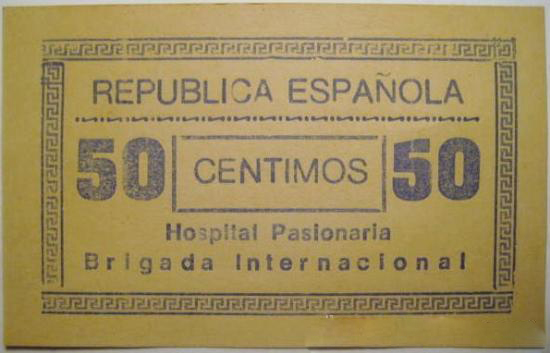 REPUBLICA ESPAÑOLA
50 CENTIMOS 50
Hospital Pasionaria
Brigada Internacional